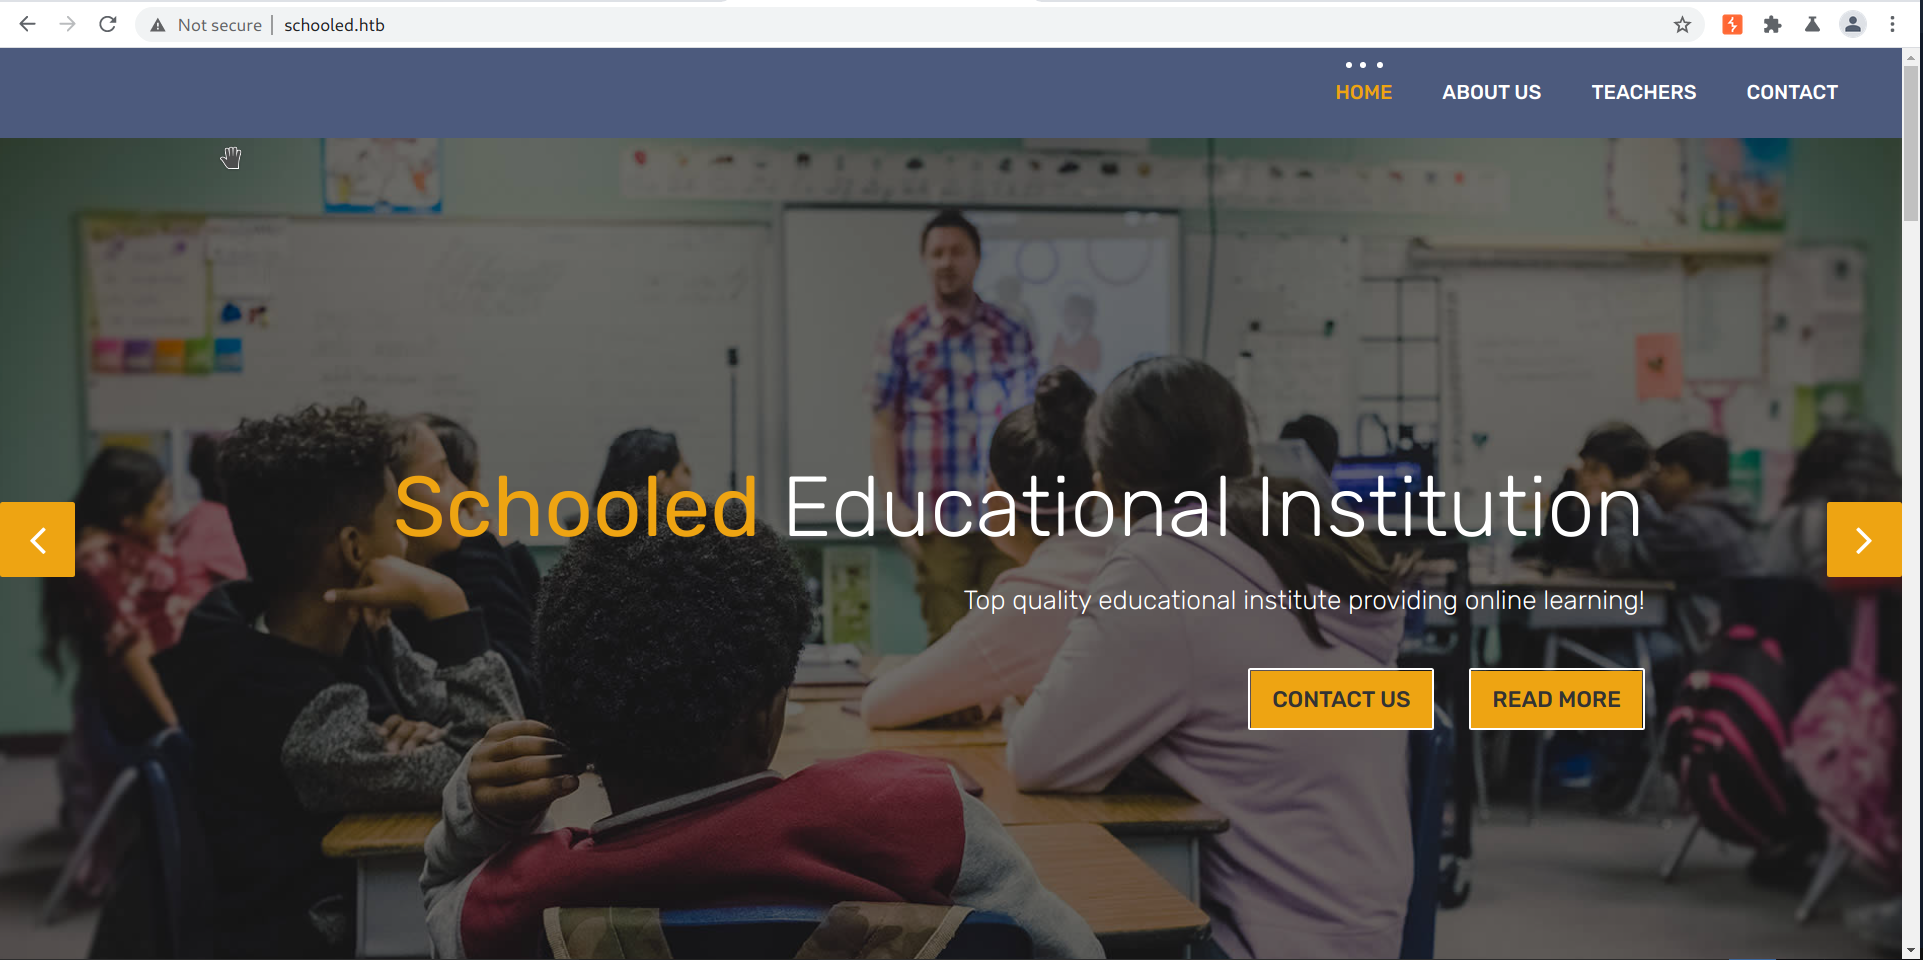 Not secure | schooled.htb
HOME ABOUT US TEACHERS CONTACT
Schooled Educational Institution
Top quality educational institute providing online learning!
CONTACT US READ MORE